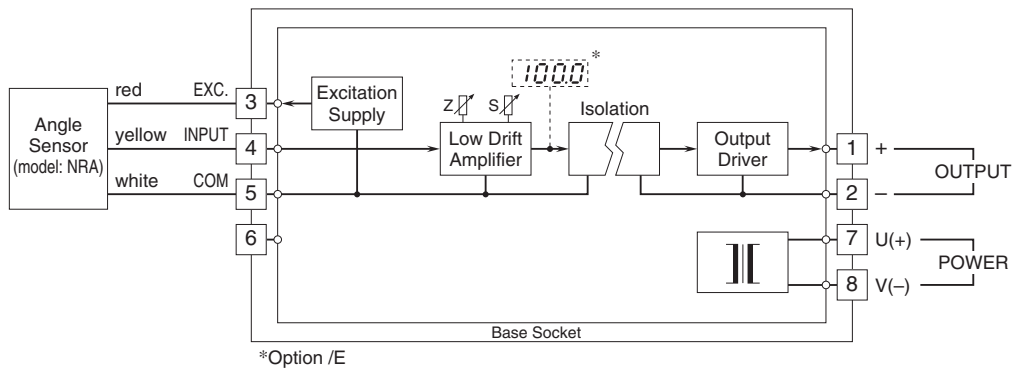 100.0
*
red EXC. 3 Excitation Supply
Z S
Isolation
Angle Sensor (model: NRA)
yellow INPUT 4 Low Drift Amplifier
Output Driver
1 +
OUTPUT
white COM 5
2 –
6
7 U(+)
POWER
8 V(–)
Base Socket
*Option /E